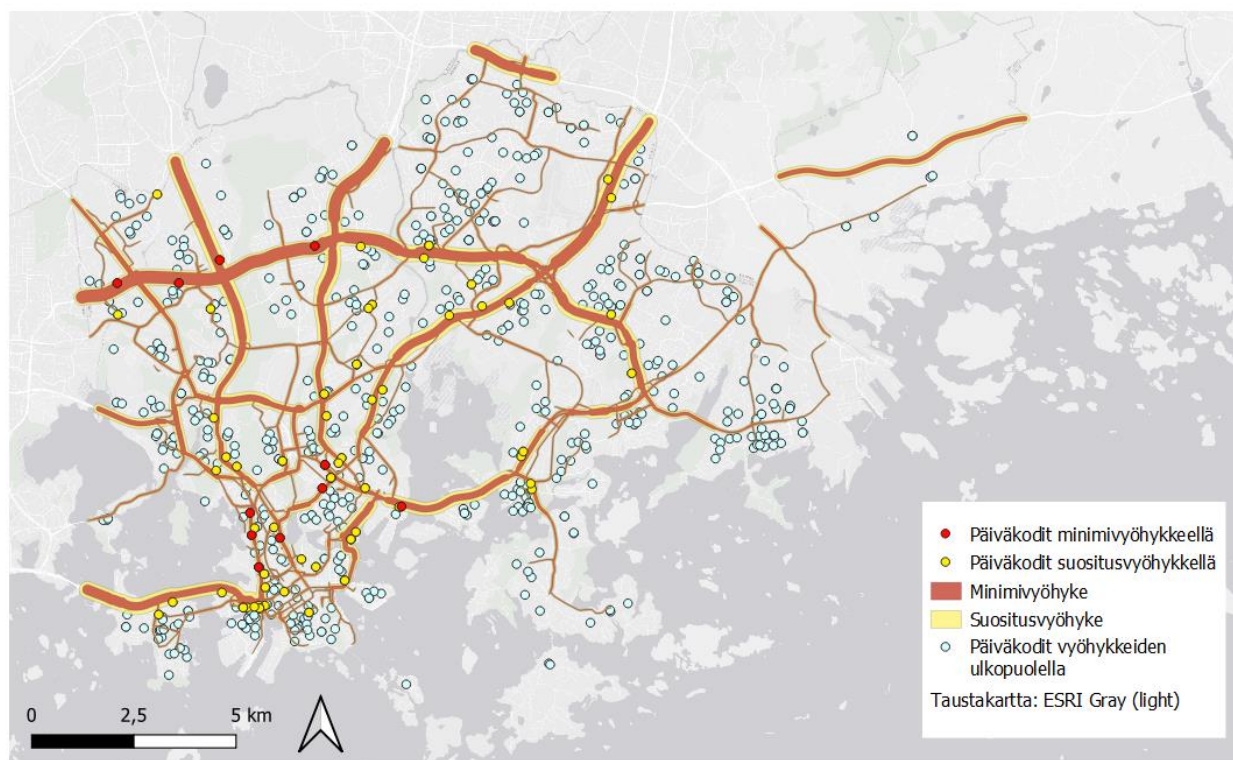 Päiväkodit minimivyöhykkeellä
Päiväkodit suositusvyöhykkellä
Minimivyöhyke
Suositusvyöhyke
Päiväkodit vyöhykkeiden
ulkopuolella
Taustakartta: ESRI Gray (light)
0 2,5 5 km